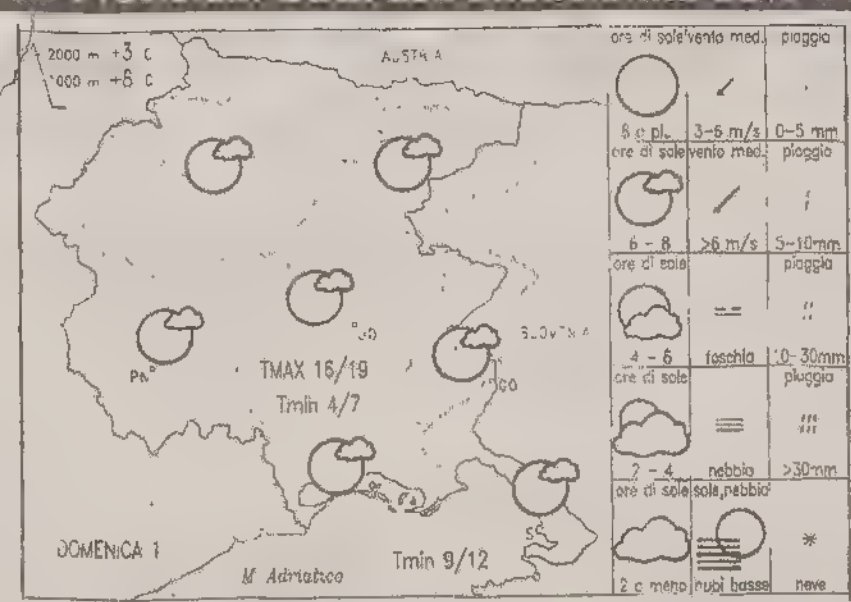 2000 m +3 C
1000 m +6 C
AUSTRIA
UD
SLOVENIA
PN
TMAX 16/19
Tmin 4/7
GO
DOMENICA 1
M Adriatico
Tmin 9/12
ore di sole vento med. pioggia
8 o più 3-6 m/s 0-5 mm
ore di sole vento med. pioggia
6 - 8 >6 m/s 5-10mm
ore di sole pioggia
4 - 6 foschia 10-30mm
ore di sole pioggia
2 - 4 nebbia >30mm
ore di sole sole,nebbia
2 o meno nubi basse neve